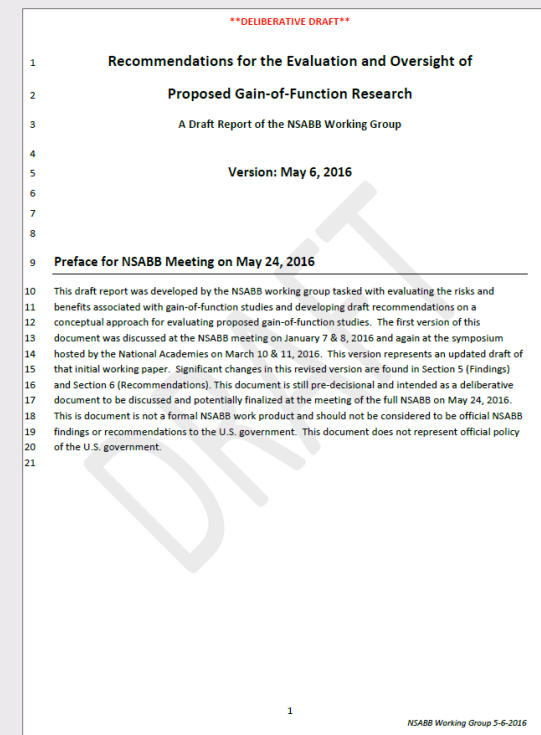 **DELIBERATIVE DRAFT**
1 Recommendations for the Evaluation and Oversight of
2 Proposed Gain-of-Function Research
3 A Draft Report of the NSABB Working Group
4
5 Version: May 6, 2016
6
7
8
9 Preface for NSABB Meeting on May 24, 2016
10 This draft report was developed by the NSABB working group tasked with evaluating the risks and
11 benefits associated with gain-of-function studies and developing draft recommendations on a
12 conceptual approach for evaluating proposed gain-of-function studies. The first version of this
13 document was discussed at the NSABB meeting on January 7 & 8, 2016 and again at the symposium
14 hosted by the National Academies on March 10 & 11, 2016. This version represents an updated draft of
15 that initial working paper. Significant changes in this revised version are found in Section 5 (Findings)
16 and Section 6 (Recommendations). This document is still pre-decisional and intended as a deliberative
17 document to be discussed and potentially finalized at the meeting of the full NSABB on May 24, 2016.
18 This is document is not a formal NSABB work product and should not be considered to be official NSABB
19 findings or recommendations to the U.S. government. This document does not represent official policy
20 of the U.S. government.
21
DRAFT
1
NSABB Working Group 5-6-2016